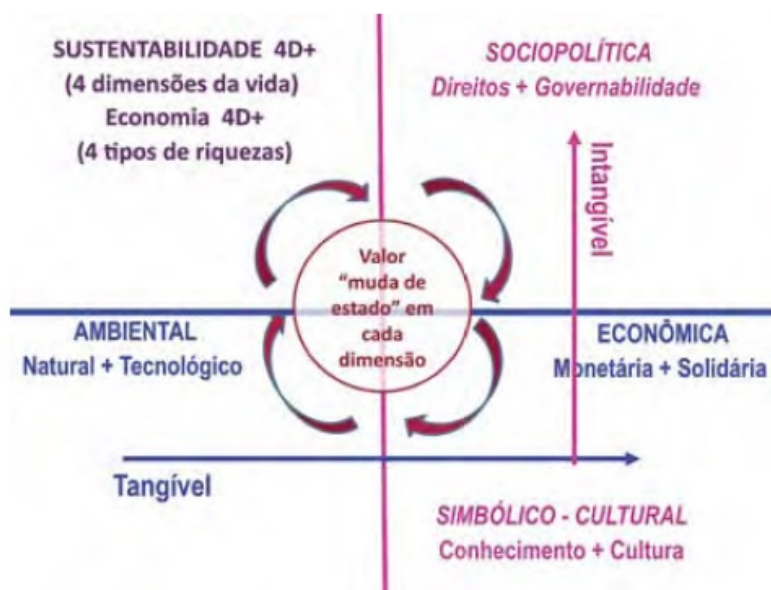 SUSTENTABILIDADE 4D+
(4 dimensões da vida)
Economia 4D+
(4 tipos de riquezas)
SOCIOPOLÍTICA
Direitos + Governabilidade
Intangível
Valor
“muda de
estado” em
cada
dimensão
AMBIENTAL
Natural + Tecnológico
ECONÔMICA
Monetária + Solidária
Tangível
SIMBÓLICO - CULTURAL
Conhecimento + Cultura